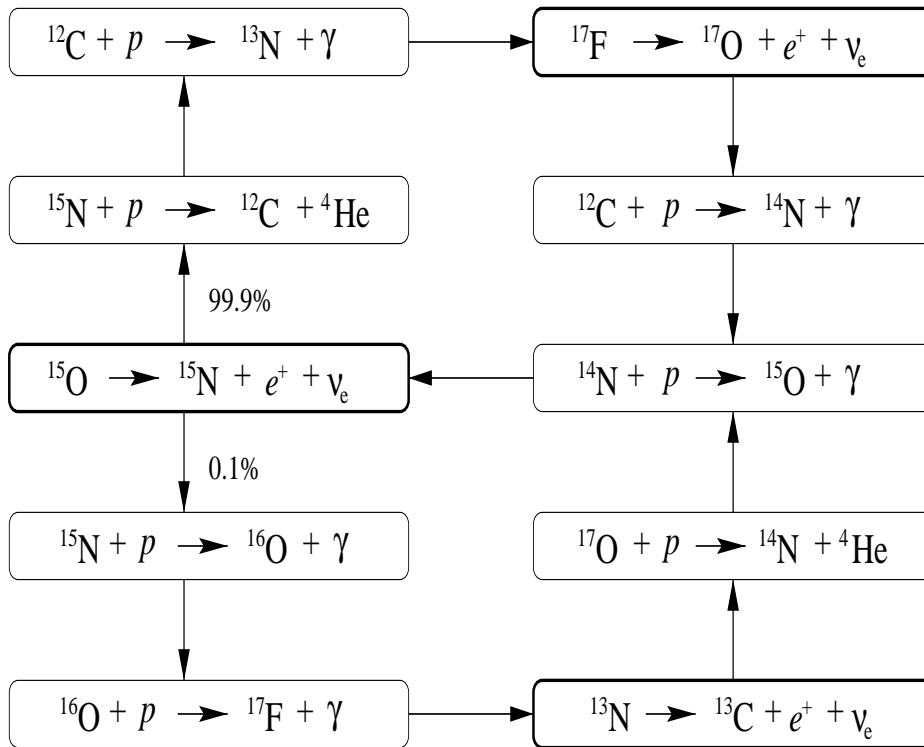 ¹²C + p → ¹³N + γ
¹⁷F → ¹⁷O + e⁺ + νₑ
¹⁵N + p → ¹²C + ⁴He
¹²C + p → ¹⁴N + γ
99.9%
¹⁵O → ¹⁵N + e⁺ + νₑ
¹⁴N + p → ¹⁵O + γ
0.1%
¹⁵N + p → ¹⁶O + γ
¹⁷O + p → ¹⁴N + ⁴He
¹⁶O + p → ¹⁷F + γ
¹³N → ¹³C + e⁺ + νₑ